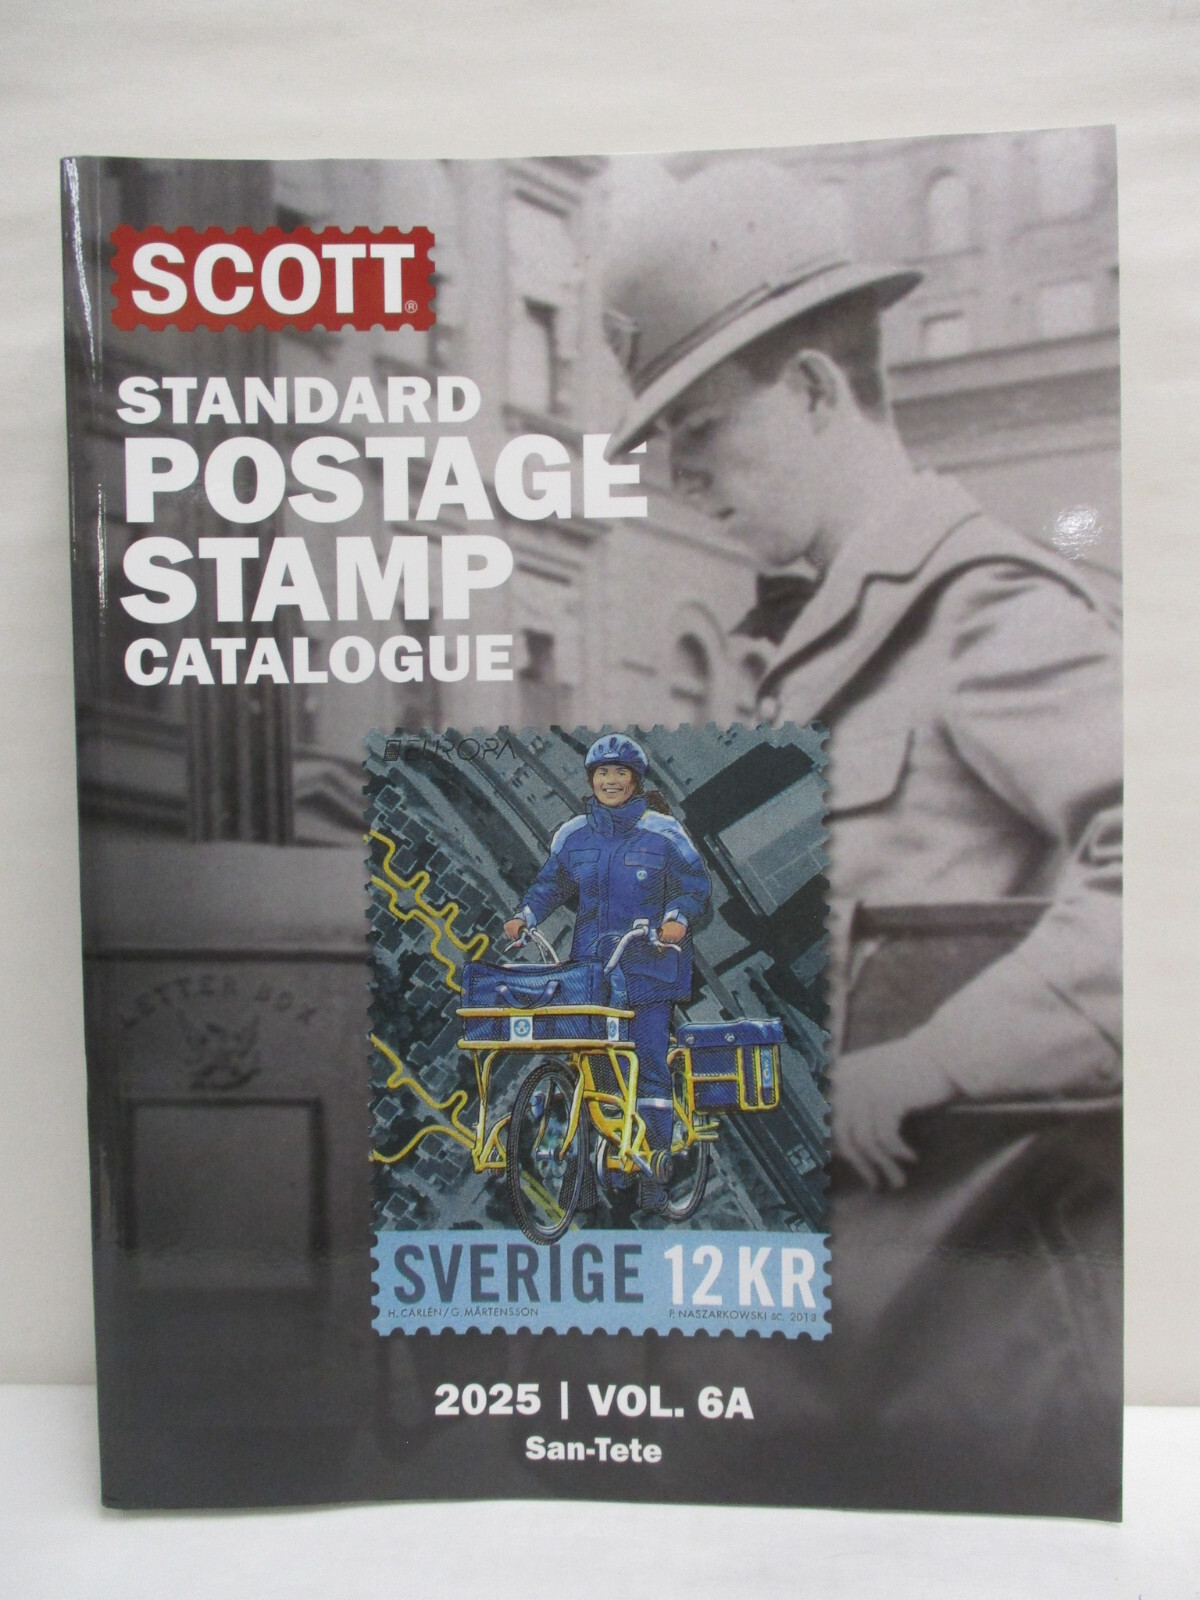 SCOTT®
STANDARD
POSTAGE
STAMP
CATALOGUE
EUROPA
LETTER BOX
SVERIGE 12 KR
H. CARLÉN/G. MÅRTENSSON P. NASZARKOWSKI SC. 2013
2025 | VOL. 6A
San-Tete